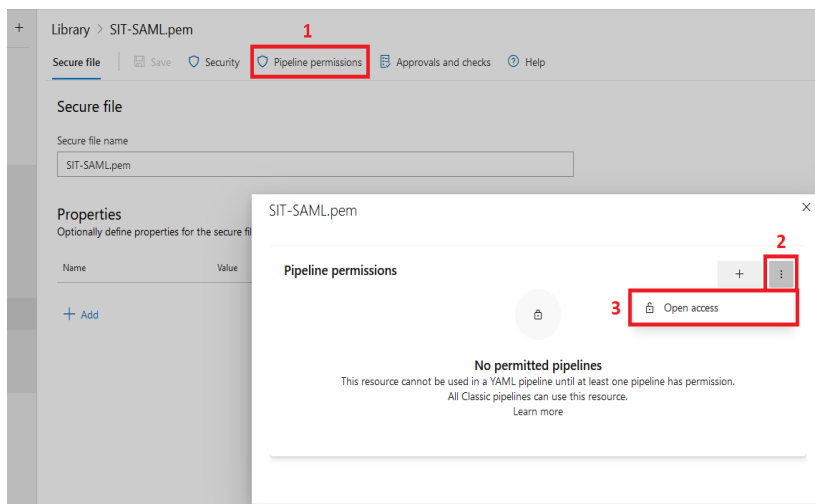 Library > SIT-SAML.pem
1
Secure file Save Security Pipeline permissions Approvals and checks Help
Secure file
Secure file name
SIT-SAML.pem
Properties
Optionally define properties for the secure fil
Name Value
+ Add
SIT-SAML.pem
2
Pipeline permissions
3 Open access
No permitted pipelines
This resource cannot be used in a YAML pipeline until at least one pipeline has permission.
All Classic pipelines can use this resource.
Learn more